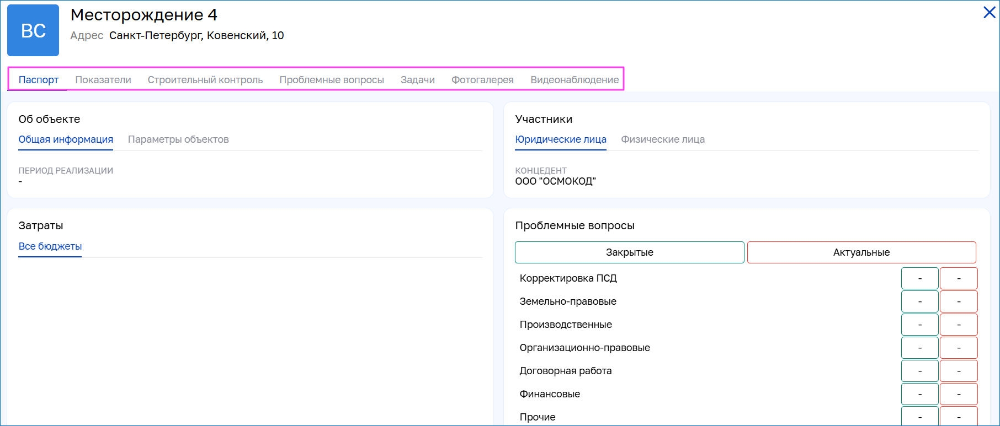 ВС
Месторождение 4
Адрес Санкт-Петербург, Ковенский, 10
Паспорт Показатели Строительный контроль Проблемные вопросы Задачи Фотогалерея Видеонаблюдение
Об объекте
Общая информация Параметры объектов
ПЕРИОД РЕАЛИЗАЦИИ
-
Участники
Юридические лица Физические лица
КОНЦЕДЕНТ
ООО "ОСМОКОД"
Затраты
Все бюджеты
Проблемные вопросы
Закрытые Актуальные
Корректировка ПСД - -
Земельно-правовые - -
Производственные - -
Организационно-правовые - -
Договорная работа - -
Финансовые - -
Прочие - -